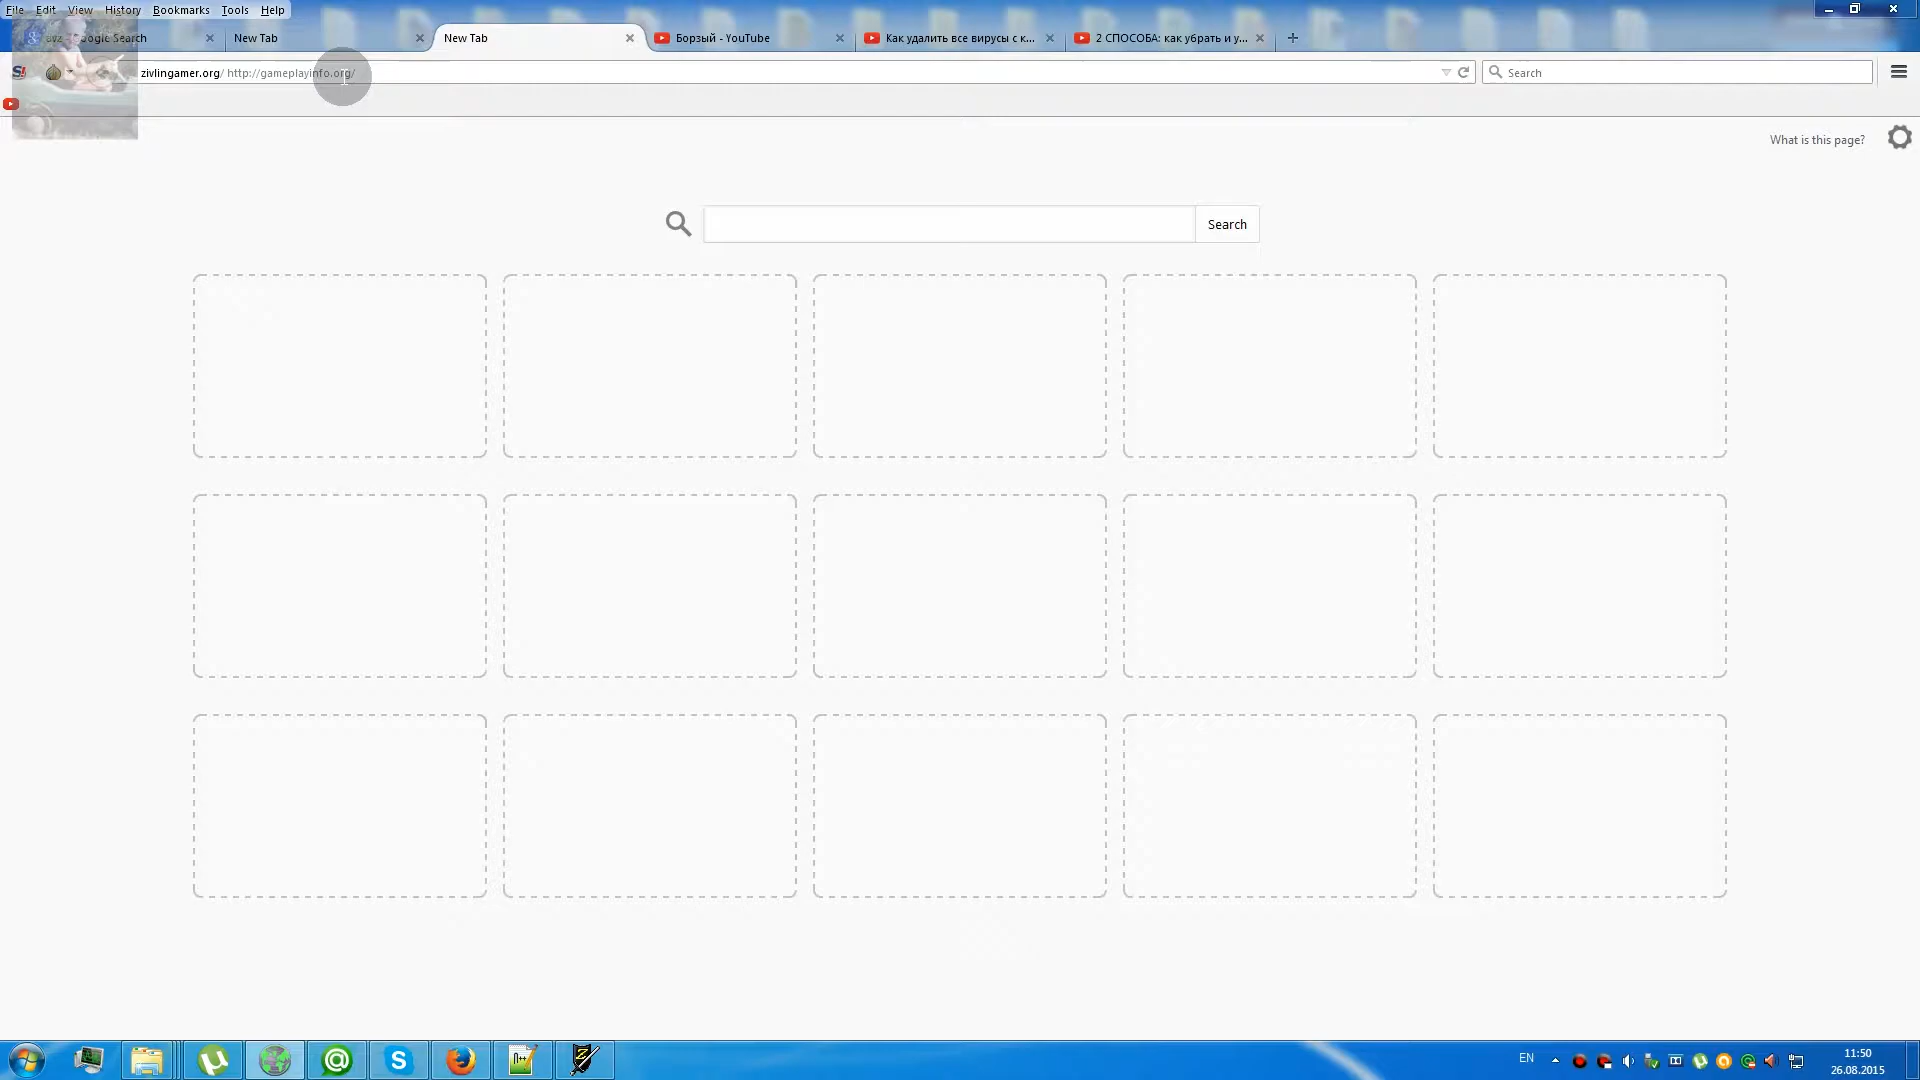 File Edit View History Bookmarks Tools Help
Google Search
New Tab
New Tab
Борзый - YouTube
Как удалить все вирусы с к...
2 СПОСОБА: как убрать и у...
zivlingamer.org/ http://gameplayinfo.org/
Search
What is this page?
Search
EN
11:50
26.08.2015